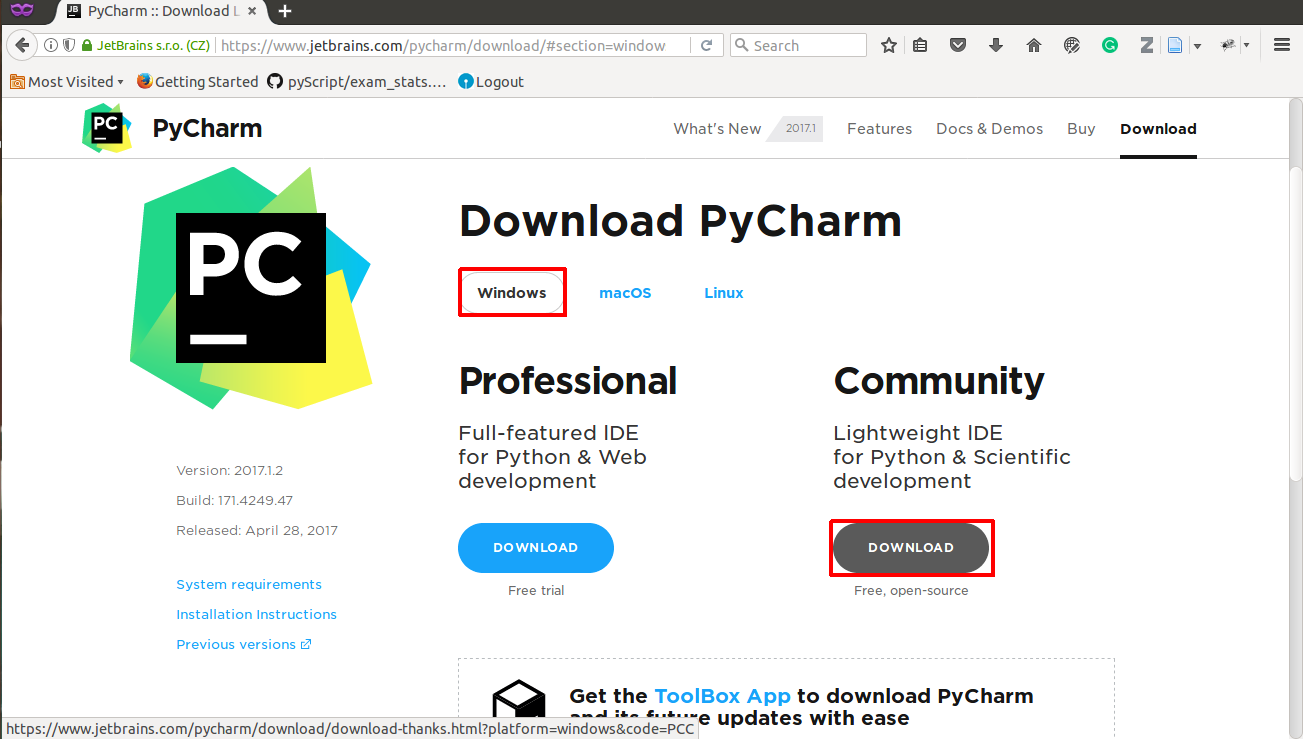 JB PyCharm :: Download L
JetBrains s.r.o. (CZ) https://www.jetbrains.com/pycharm/download/#section=window Search
Most Visited Getting Started pyScript/exam_stats.... Logout
PC PyCharm What's New 2017.1 Features Docs & Demos Buy Download
PC
Download PyCharm
Windows macOS Linux
Professional
Full-featured IDE
for Python & Web
development
DOWNLOAD
Free trial
Community
Lightweight IDE
for Python & Scientific
development
DOWNLOAD
Free, open-source
Version: 2017.1.2
Build: 171.4249.47
Released: April 28, 2017
System requirements
Installation Instructions
Previous versions
Get the ToolBox App to download PyCharm
and its future updates with ease
https://www.jetbrains.com/pycharm/download/download-thanks.html?platform=windows&code=PCC